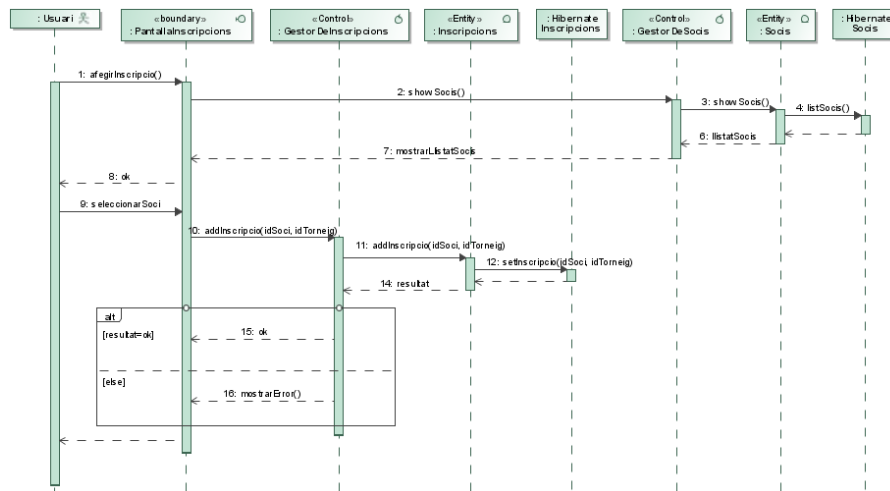 : Usuari
«boundary»
: PantallaInscripcions
«Control»
: GestorDeInscripcions
«Entity»
: Inscripcions
: Hibernate
Inscripcions
«Control»
: GestorDeSocis
«Entity»
: Socis
: Hibernate
Socis
1: afegirInscripcio()
2: showSocis()
3: showSocis()
4: listSocis()
6: llistatSocis
7: mostrarLlistatSocis
8: ok
9: seleccionarSoci
10: addInscripcio(idSoci, idTorneig)
11: addInscripcio(idSoci, idTorneig)
12: setInscripcio(idSoci, idTorneig)
14: resultat
alt
[resultat=ok]
15: ok
[else]
16: mostrarError()